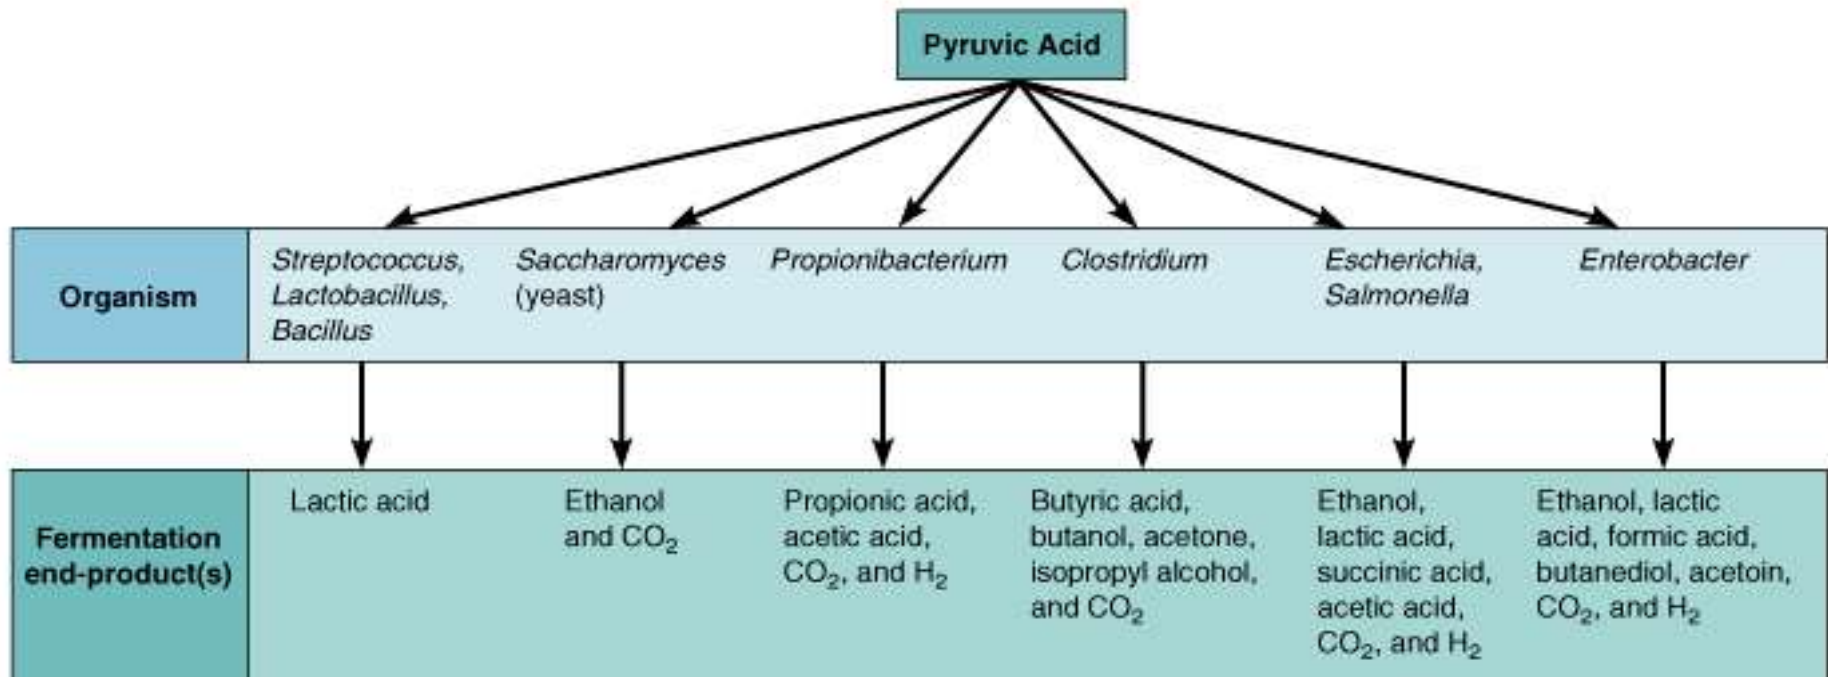 Pyruvic Acid
Organism
Streptococcus,
Lactobacillus,
Bacillus
Saccharomyces
(yeast)
Propionibacterium
Clostridium
Escherichia,
Salmonella
Enterobacter
Fermentation
end-product(s)
Lactic acid
Ethanol
and CO₂
Propionic acid,
acetic acid,
CO₂, and H₂
Butyric acid,
butanol, acetone,
isopropyl alcohol,
and CO₂
Ethanol,
lactic acid,
succinic acid,
acetic acid,
CO₂, and H₂
Ethanol, lactic
acid, formic acid,
butanediol, acetoin,
CO₂, and H₂